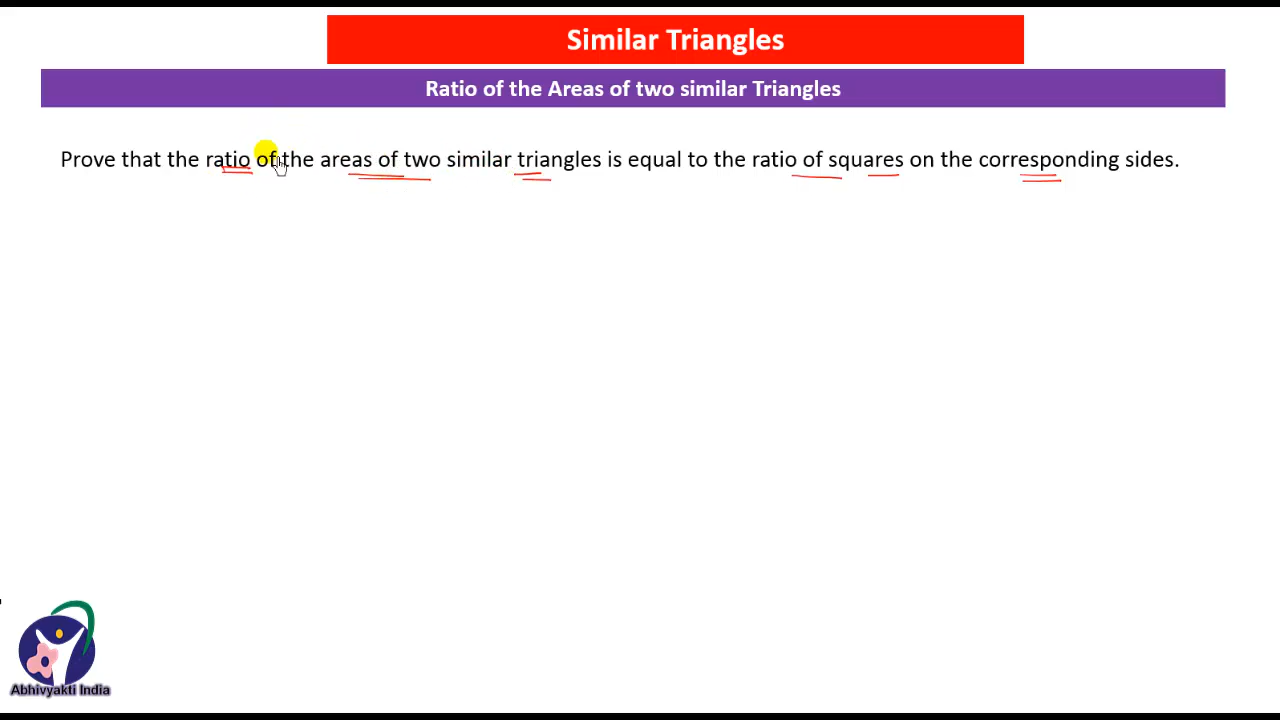 Similar Triangles
Ratio of the Areas of two similar Triangles
Prove that the ratio of the areas of two similar triangles is equal to the ratio of squares on the corresponding sides.
Abhivyakti India